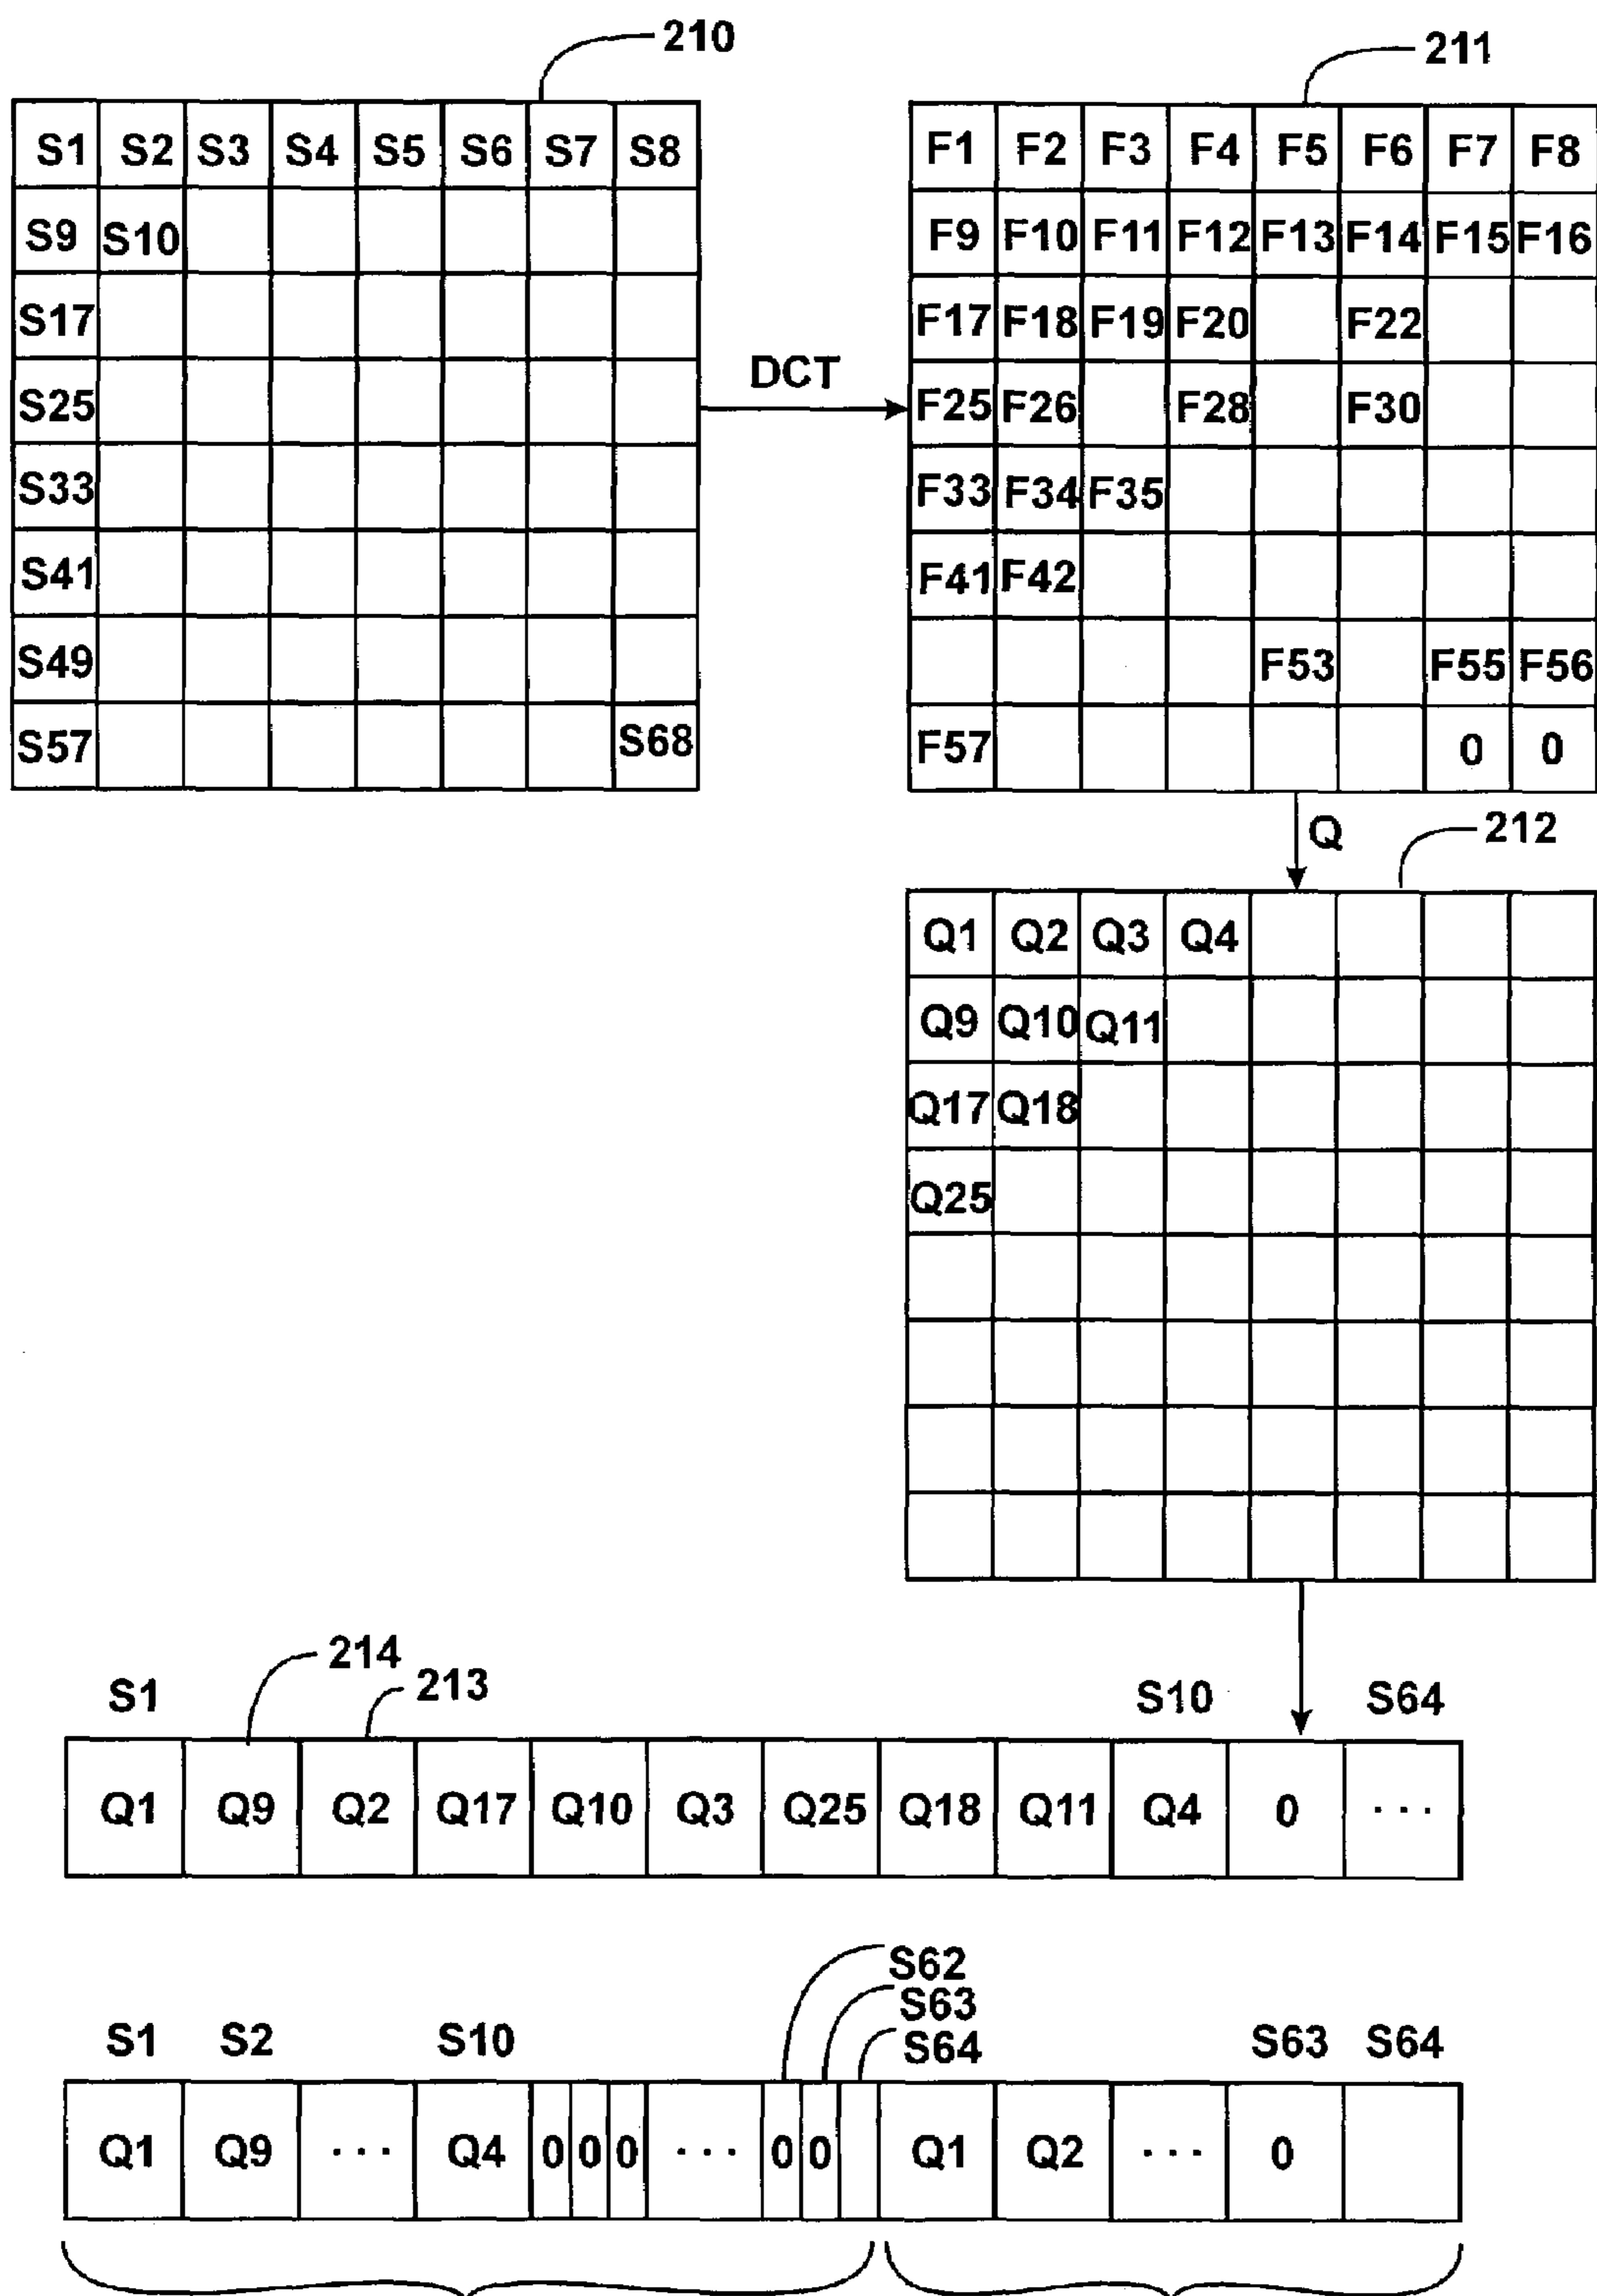 210
211
S1 S2 S3 S4 S5 S6 S7 S8
S9 S10
S17
S25
S33
S41
S49
S57 S68
DCT
F1 F2 F3 F4 F5 F6 F7 F8
F9 F10 F11 F12 F13 F14 F15 F16
F17 F18 F19 F20 F22
F25 F26 F28 F30
F33 F34 F35
F41 F42
F53 F55 F56
F57 0 0
Q
212
Q1 Q2 Q3 Q4
Q9 Q10 Q11
Q17 Q18
Q25
214
213
S1 S10 S64
Q1 Q9 Q2 Q17 Q10 Q3 Q25 Q18 Q11 Q4 0 ...
S62
S63
S64
S1 S2 S10 S63 S64
Q1 Q9 ... Q4 0 0 0 ... 0 0 Q1 Q2 ... 0